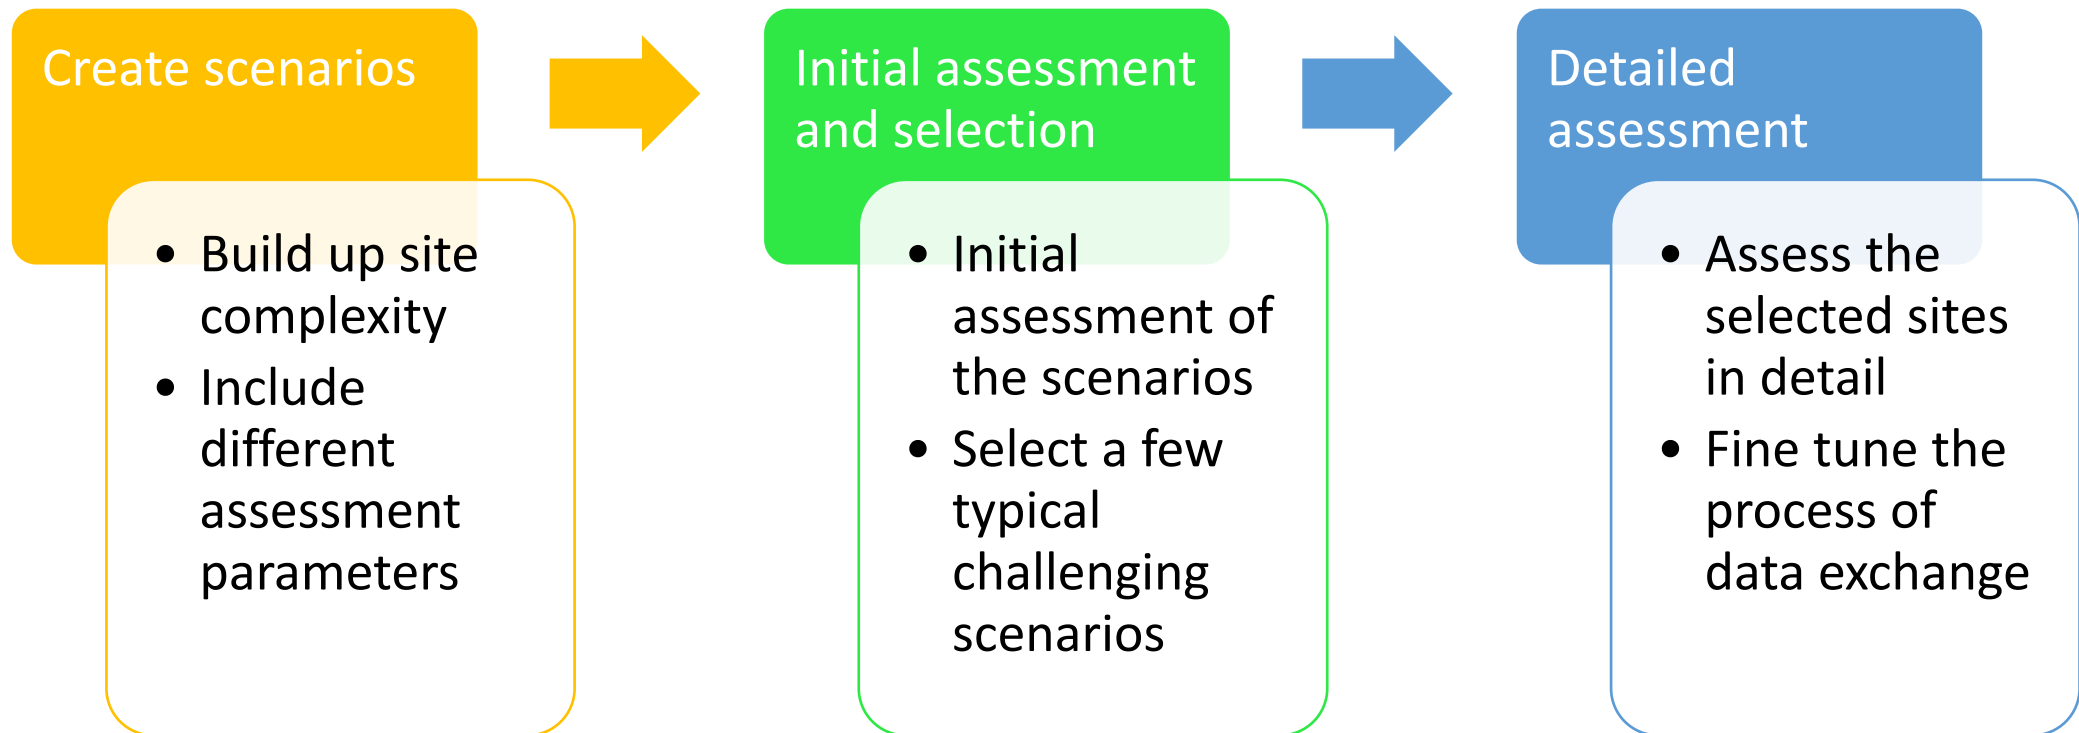 Create scenarios
• Build up site
complexity
• Include
different
assessment
parameters
Initial assessment
and selection
• Initial
assessment of
the scenarios
• Select a few
typical
challenging
scenarios
Detailed
assessment
• Assess the
selected sites
in detail
• Fine tune the
process of
data exchange